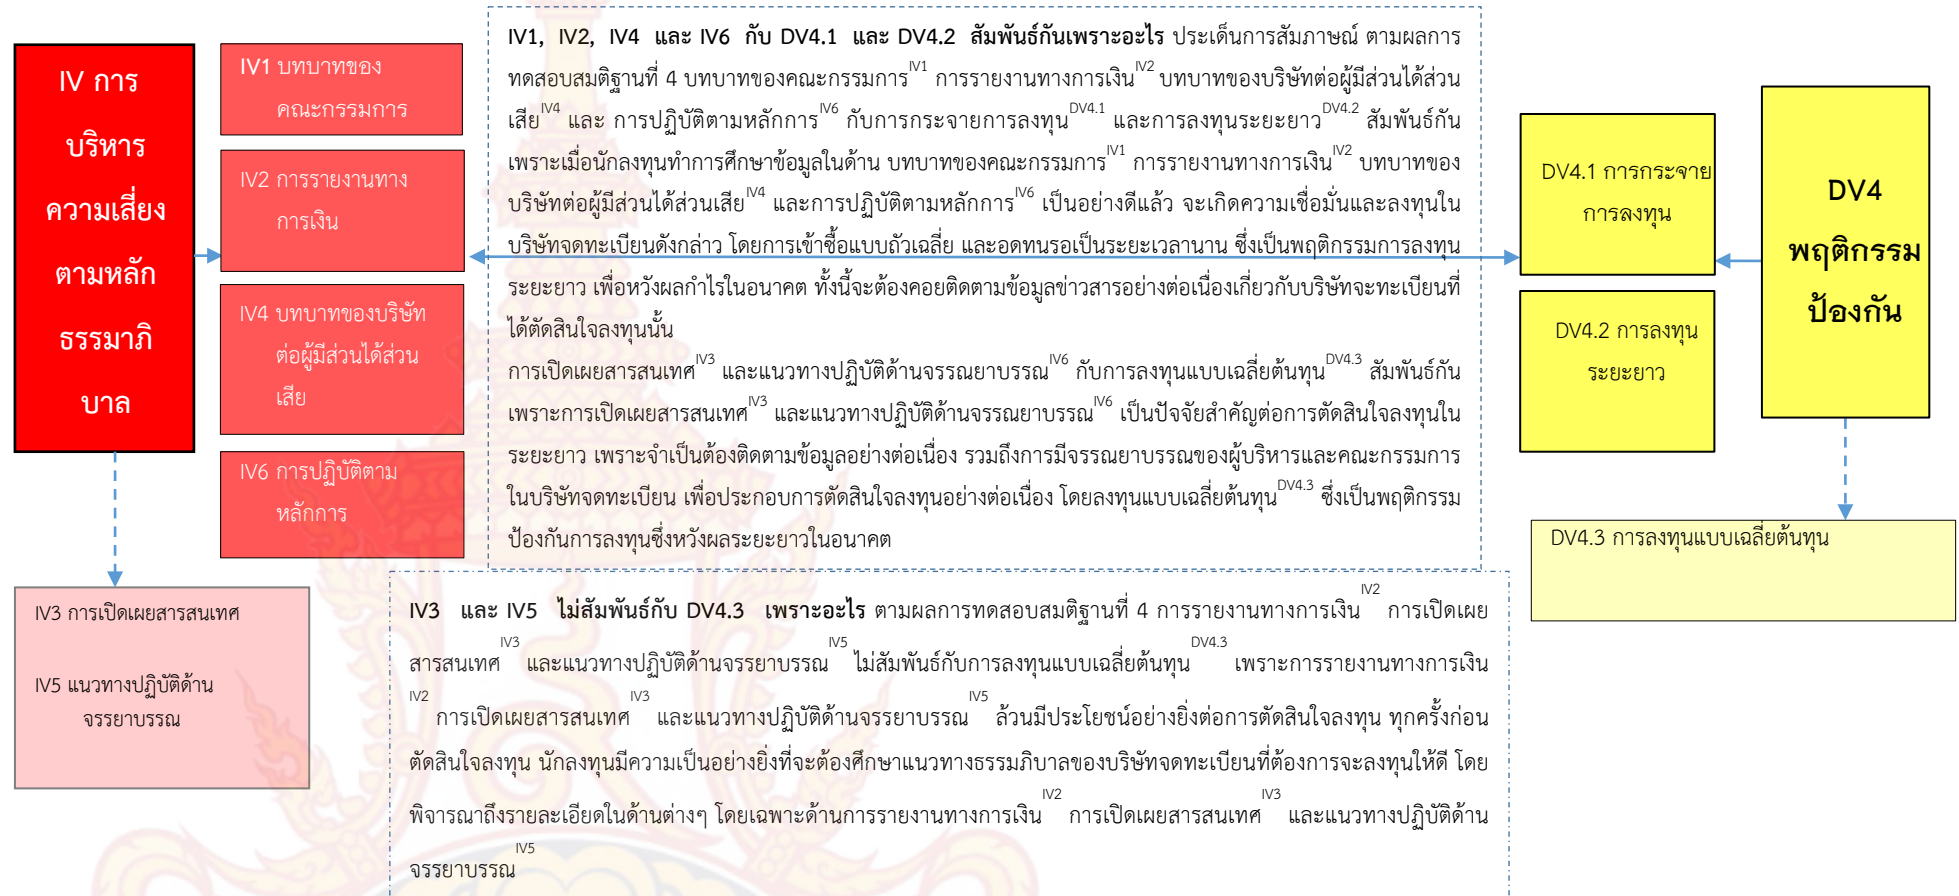 IV การ
บริหาร
ความเสี่ยง
ตามหลัก
ธรรมาภิ
บาล
IV1 บทบาทของ
คณะกรรมการ
IV2 การรายงานทาง
การเงิน
IV4 บทบาทของบริษัท
ต่อผู้มีส่วนได้ส่วน
เสีย
IV6 การปฏิบัติตาม
หลักการ
IV3 การเปิดเผยสารสนเทศ
IV5 แนวทางปฏิบัติด้าน
จรรยาบรรณ
IV1, IV2, IV4 และ IV6 กับ DV4.1 และ DV4.2 สัมพันธ์กันเพราะอะไร ประเด็นการสัมภาษณ์ ตามผลการ
ทดสอบสมติฐานที่ 4 บทบาทของคณะกรรมการIV1 การรายงานทางการเงินIV2 บทบาทของบริษัทต่อผู้มีส่วนได้ส่วน
เสียIV4 และ การปฏิบัติตามหลักการIV6 กับการกระจายการลงทุนDV4.1 และการลงทุนระยะยาวDV4.2 สัมพันธ์กัน
เพราะเมื่อนักลงทุนทำการศึกษาข้อมูลในด้าน บทบาทของคณะกรรมการIV1 การรายงานทางการเงินIV2 บทบาทของ
บริษัทต่อผู้มีส่วนได้ส่วนเสียIV4 และการปฏิบัติตามหลักการIV6 เป็นอย่างดีแล้ว จะเกิดความเชื่อมั่นและลงทุนใน
บริษัทจดทะเบียนดังกล่าว โดยการเข้าซื้อแบบถัวเฉลี่ย และอดทนรอเป็นระยะเวลานาน ซึ่งเป็นพฤติกรรมการลงทุน
ระยะยาว เพื่อหวังผลกำไรในอนาคต ทั้งนี้จะต้องคอยติดตามข้อมูลข่าวสารอย่างต่อเนื่องเกี่ยวกับบริษัทจะทะเบียนที่
ได้ตัดสินใจลงทุนนั้น
การเปิดเผยสารสนเทศIV3 และแนวทางปฏิบัติด้านจรรณยาบรรณIV6 กับการลงทุนแบบเฉลี่ยต้นทุนDV4.3 สัมพันธ์กัน
เพราะการเปิดเผยสารสนเทศIV3 และแนวทางปฏิบัติด้านจรรณยาบรรณIV6 เป็นปัจจัยสำคัญต่อการตัดสินใจลงทุนใน
ระยะยาว เพราะจำเป็นต้องติดตามข้อมูลอย่างต่อเนื่อง รวมถึงการมีจรรณยาบรรณของผู้บริหารและคณะกรรมการ
ในบริษัทจดทะเบียน เพื่อประกอบการตัดสินใจลงทุนอย่างต่อเนื่อง โดยลงทุนแบบเฉลี่ยต้นทุนDV4.3 ซึ่งเป็นพฤติกรรม
ป้องกันการลงทุนซึ่งหวังผลระยะยาวในอนาคต
IV3 และ IV5 ไม่สัมพันธ์กับ DV4.3 เพราะอะไร ตามผลการทดสอบสมติฐานที่ 4 การรายงานทางการเงินIV2 การเปิดเผย
สารสนเทศIV3 และแนวทางปฏิบัติด้านจรรยาบรรณIV5 ไม่สัมพันธ์กับการลงทุนแบบเฉลี่ยต้นทุนDV4.3 เพราะการรายงานทางการเงิน
IV2 การเปิดเผยสารสนเทศIV3 และแนวทางปฏิบัติด้านจรรยาบรรณIV5 ล้วนมีประโยชน์อย่างยิ่งต่อการตัดสินใจลงทุน ทุกครั้งก่อน
ตัดสินใจลงทุน นักลงทุนมีความเป็นอย่างยิ่งที่จะต้องศึกษาแนวทางธรรมภิบาลของบริษัทจดทะเบียนที่ต้องการจะลงทุนให้ดี โดย
พิจารณาถึงรายละเอียดในด้านต่างๆ โดยเฉพาะด้านการรายงานทางการเงินIV2 การเปิดเผยสารสนเทศIV3 และแนวทางปฏิบัติด้าน
จรรยาบรรณIV5
DV4.1 การกระจาย
การลงทุน
DV4.2 การลงทุน
ระยะยาว
DV4
พฤติกรรม
ป้องกัน
DV4.3 การลงทุนแบบเฉลี่ยต้นทุน